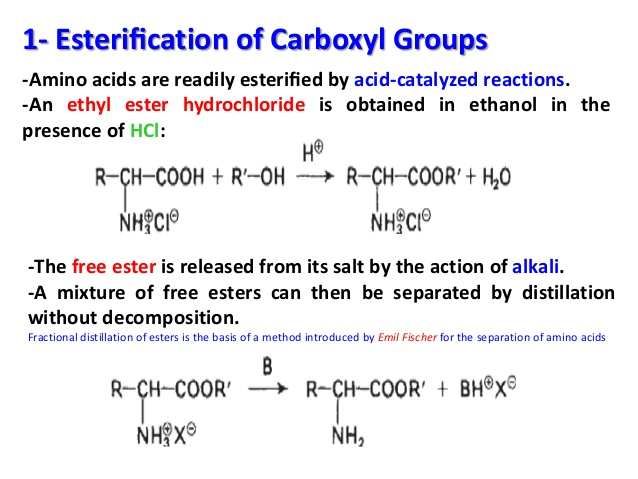 1- Esterification of Carboxyl Groups
-Amino acids are readily esterified by acid-catalyzed reactions.
-An ethyl ester hydrochloride is obtained in ethanol in the
presence of HCl:
H⊕
R–CH–COOH + R'–OH ⟶ R–CH–COOR' + H₂O
NH₃⊕Cl⊖ NH₃⊕Cl⊖
-The free ester is released from its salt by the action of alkali.
-A mixture of free esters can then be separated by distillation
without decomposition.
Fractional distillation of esters is the basis of a method introduced by Emil Fischer for the separation of amino acids
B
R–CH–COOR' ⟶ R–CH–COOR' + BH⊕X⊖
NH₃⊕X⊖ NH₂